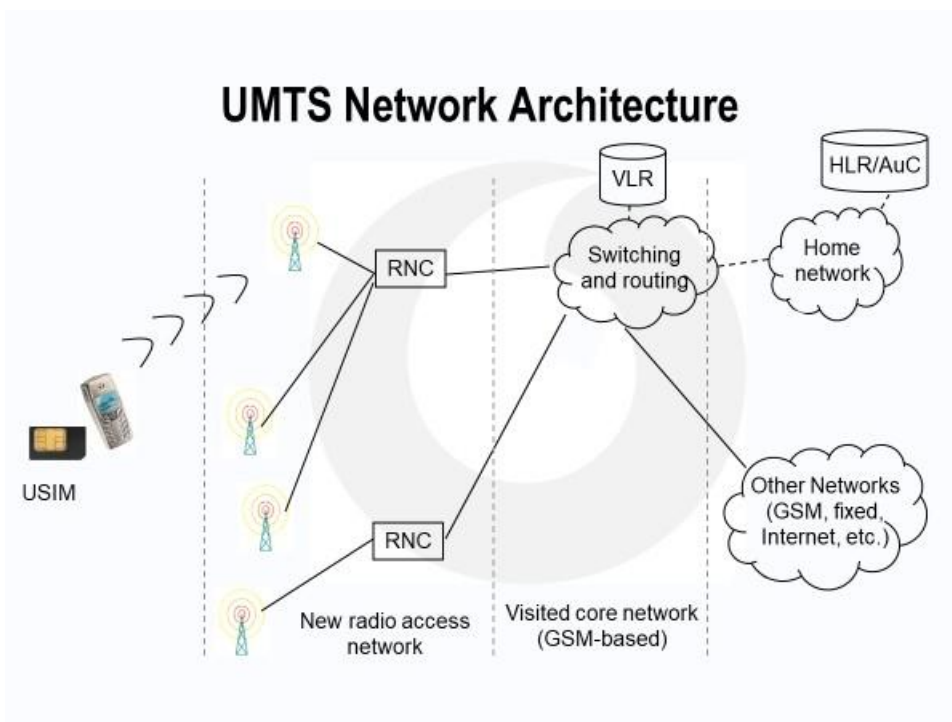 UMTS Network Architecture
VLR
HLR/AuC
RNC
Switching
and routing
Home
network
USIM
RNC
Other Networks
(GSM, fixed,
Internet, etc.)
New radio access
network
Visited core network
(GSM-based)